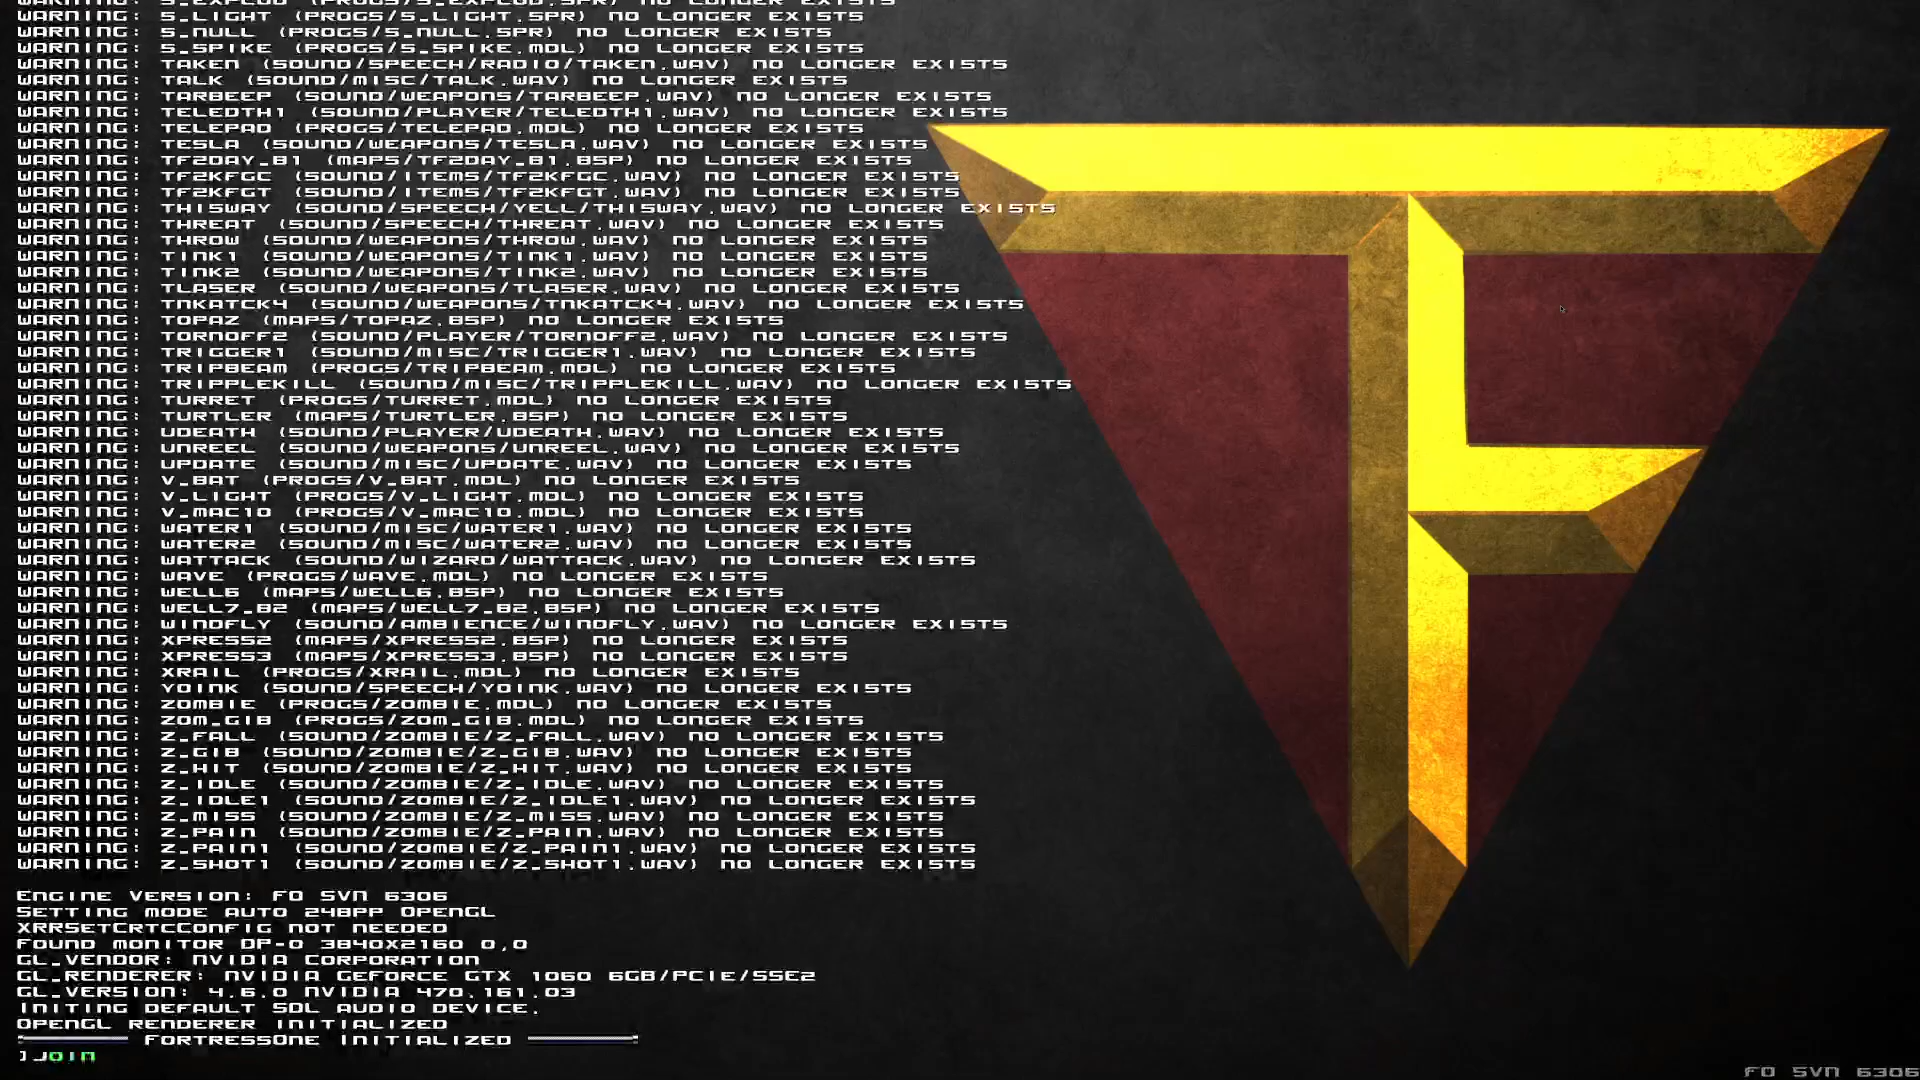 WARNING: S_EXPLOD (PROGS/S_EXPLOD.SPR) NO LONGER EXISTS
WARNING: S_LIGHT (PROGS/S_LIGHT.SPR) NO LONGER EXISTS
WARNING: S_NULL (PROGS/S_NULL.SPR) NO LONGER EXISTS
WARNING: S_SPIKE (PROGS/S_SPIKE.MDL) NO LONGER EXISTS
WARNING: TAKEN (SOUND/SPEECH/RADIO/TAKEN.WAV) NO LONGER EXISTS
WARNING: TALK (SOUND/MISC/TALK.WAV) NO LONGER EXISTS
WARNING: TARBEEP (SOUND/WEAPONS/TARBEEP.WAV) NO LONGER EXISTS
WARNING: TELEDTH1 (SOUND/PLAYER/TELEDTH1.WAV) NO LONGER EXISTS
WARNING: TELEPAD (PROGS/TELEPAD.MDL) NO LONGER EXISTS
WARNING: TESLA (SOUND/WEAPONS/TESLA.WAV) NO LONGER EXISTS
WARNING: TF2DAY_B1 (MAPS/TF2DAY_B1.BSP) NO LONGER EXISTS
WARNING: TF2KFGC (SOUND/ITEMS/TF2KFGC.WAV) NO LONGER EXISTS
WARNING: TF2KFGT (SOUND/ITEMS/TF2KFGT.WAV) NO LONGER EXISTS
WARNING: THISWAY (SOUND/SPEECH/YELL/THISWAY.WAV) NO LONGER EXISTS
WARNING: THREAT (SOUND/SPEECH/THREAT.WAV) NO LONGER EXISTS
WARNING: THROW (SOUND/WEAPONS/THROW.WAV) NO LONGER EXISTS
WARNING: TINK1 (SOUND/WEAPONS/TINK1.WAV) NO LONGER EXISTS
WARNING: TINK2 (SOUND/WEAPONS/TINK2.WAV) NO LONGER EXISTS
WARNING: TLASER (SOUND/WEAPONS/TLASER.WAV) NO LONGER EXISTS
WARNING: TNKATCK4 (SOUND/WEAPONS/TNKATCK4.WAV) NO LONGER EXISTS
WARNING: TOPAZ (MAPS/TOPAZ.BSP) NO LONGER EXISTS
WARNING: TORNOFF2 (SOUND/PLAYER/TORNOFF2.WAV) NO LONGER EXISTS
WARNING: TRIGGER1 (SOUND/MISC/TRIGGER1.WAV) NO LONGER EXISTS
WARNING: TRIPBEAM (PROGS/TRIPBEAM.MDL) NO LONGER EXISTS
WARNING: TRIPPLEKILL (SOUND/MISC/TRIPPLEKILL.WAV) NO LONGER EXISTS
WARNING: TURRET (PROGS/TURRET.MDL) NO LONGER EXISTS
WARNING: TURTLER (MAPS/TURTLER.BSP) NO LONGER EXISTS
WARNING: UDEATH (SOUND/PLAYER/UDEATH.WAV) NO LONGER EXISTS
WARNING: UNREEL (SOUND/WEAPONS/UNREEL.WAV) NO LONGER EXISTS
WARNING: UPDATE (SOUND/MISC/UPDATE.WAV) NO LONGER EXISTS
WARNING: V_BAT (PROGS/V_BAT.MDL) NO LONGER EXISTS
WARNING: V_LIGHT (PROGS/V_LIGHT.MDL) NO LONGER EXISTS
WARNING: V_MAC10 (PROGS/V_MAC10.MDL) NO LONGER EXISTS
WARNING: WATER1 (SOUND/MISC/WATER1.WAV) NO LONGER EXISTS
WARNING: WATER2 (SOUND/MISC/WATER2.WAV) NO LONGER EXISTS
WARNING: WATTACK (SOUND/WIZARD/WATTACK.WAV) NO LONGER EXISTS
WARNING: WAVE (PROGS/WAVE.MDL) NO LONGER EXISTS
WARNING: WELL6 (MAPS/WELL6.BSP) NO LONGER EXISTS
WARNING: WELL7_B2 (MAPS/WELL7_B2.BSP) NO LONGER EXISTS
WARNING: WINDFLY (SOUND/AMBIENCE/WINDFLY.WAV) NO LONGER EXISTS
WARNING: XPRESS2 (MAPS/XPRESS2.BSP) NO LONGER EXISTS
WARNING: XPRESS3 (MAPS/XPRESS3.BSP) NO LONGER EXISTS
WARNING: XRAIL (PROGS/XRAIL.MDL) NO LONGER EXISTS
WARNING: YOINK (SOUND/SPEECH/YOINK.WAV) NO LONGER EXISTS
WARNING: ZOMBIE (PROGS/ZOMBIE.MDL) NO LONGER EXISTS
WARNING: ZOM_GIB (PROGS/ZOM_GIB.MDL) NO LONGER EXISTS
WARNING: Z_FALL (SOUND/ZOMBIE/Z_FALL.WAV) NO LONGER EXISTS
WARNING: Z_GIB (SOUND/ZOMBIE/Z_GIB.WAV) NO LONGER EXISTS
WARNING: Z_HIT (SOUND/ZOMBIE/Z_HIT.WAV) NO LONGER EXISTS
WARNING: Z_IDLE (SOUND/ZOMBIE/Z_IDLE.WAV) NO LONGER EXISTS
WARNING: Z_IDLE1 (SOUND/ZOMBIE/Z_IDLE1.WAV) NO LONGER EXISTS
WARNING: Z_MISS (SOUND/ZOMBIE/Z_MISS.WAV) NO LONGER EXISTS
WARNING: Z_PAIN (SOUND/ZOMBIE/Z_PAIN.WAV) NO LONGER EXISTS
WARNING: Z_PAIN1 (SOUND/ZOMBIE/Z_PAIN1.WAV) NO LONGER EXISTS
WARNING: Z_SHOT1 (SOUND/ZOMBIE/Z_SHOT1.WAV) NO LONGER EXISTS
ENGINE VERSION: FO SVN 6306
SETTING MODE AUTO 24BPP OPENGL
XRRSETCRTCCONFIG NOT NEEDED
FOUND MONITOR DP-0 3840X2160 0,0
GL_VENDOR: NVIDIA CORPORATION
GL_RENDERER: NVIDIA GEFORCE GTX 1060 6GB/PCIE/SSE2
GL_VERSION: 4.6.0 NVIDIA 470.161.03
INITING DEFAULT SDL AUDIO DEVICE.
OPENGL RENDERER INITIALIZED
FORTRESSONE INITIALIZED
]JOIN
FO SVN 6306